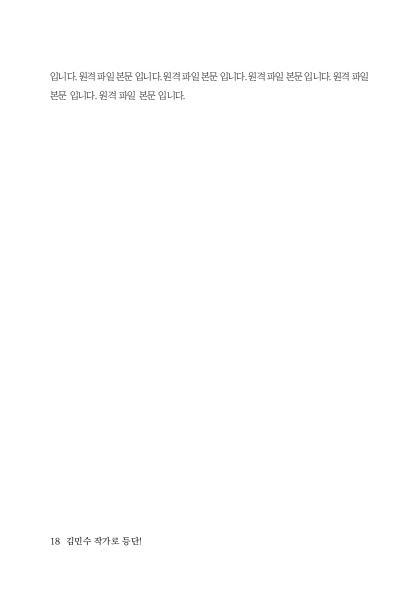 입니다. 원격 파일 본문 입니다. 원격 파일 본문 입니다. 원격 파일 본문 입니다. 원격 파일
본문 입니다. 원격 파일 본문 입니다.
18 김민수 작가로 등단!